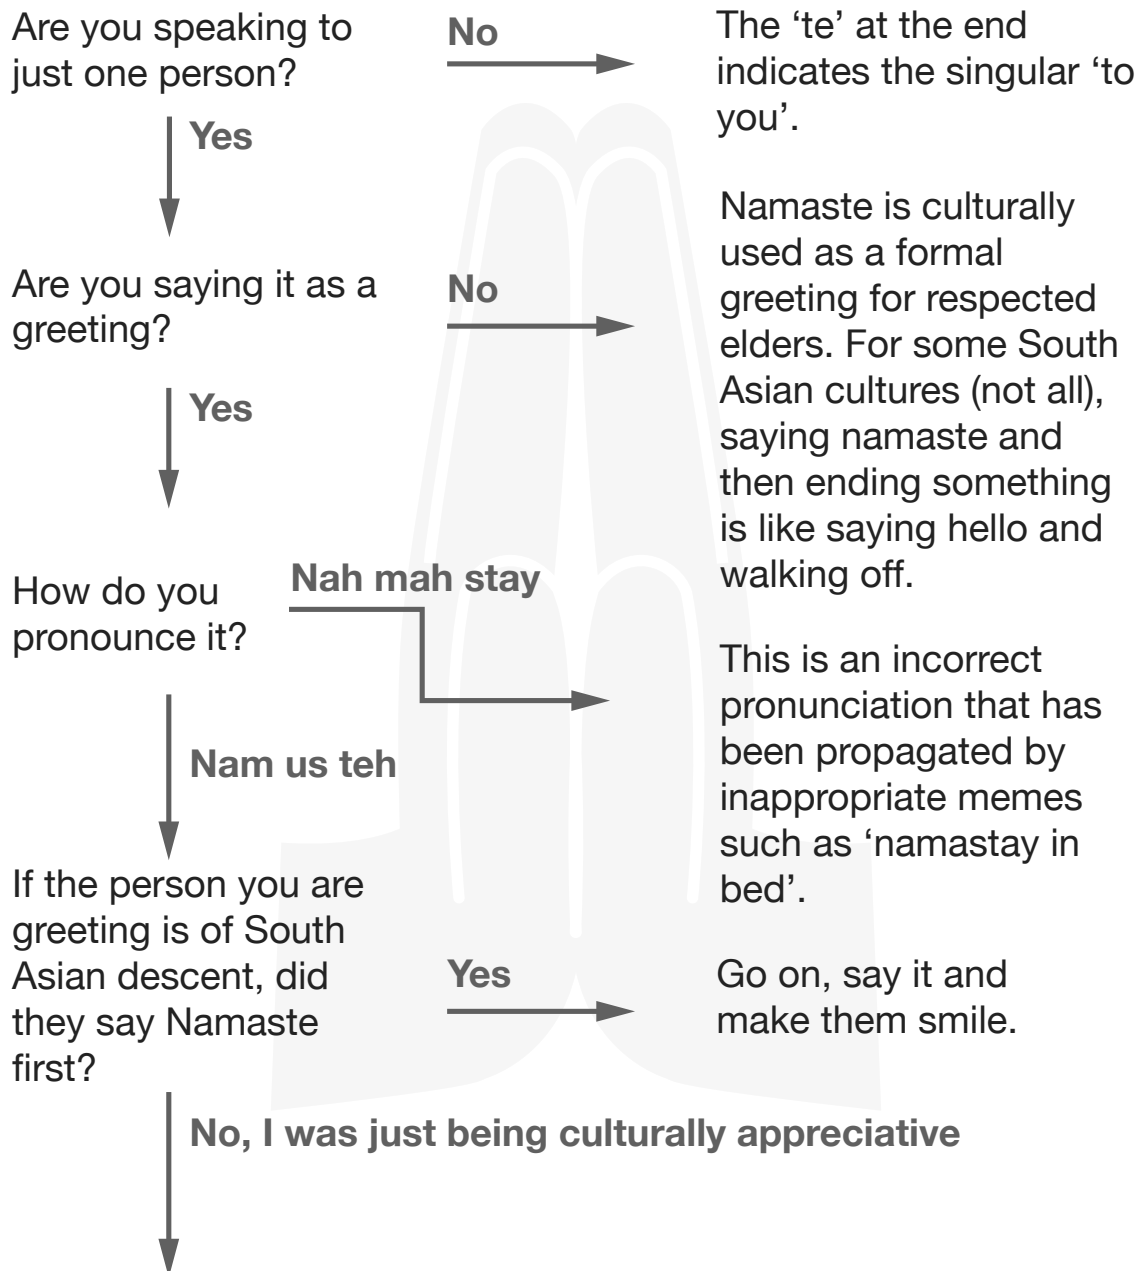 Are you speaking to
just one person?
No
The ‘te’ at the end
indicates the singular ‘to
you’.
Yes
Are you saying it as a
greeting?
No
Namaste is culturally
used as a formal
greeting for respected
elders. For some South
Asian cultures (not all),
saying namaste and
then ending something
is like saying hello and
walking off.
Yes
How do you
pronounce it?
Nah mah stay
This is an incorrect
pronunciation that has
been propagated by
inappropriate memes
such as ‘namastay in
bed’.
Nam us teh
If the person you are
greeting is of South
Asian descent, did
they say Namaste
first?
Yes
Go on, say it and
make them smile.
No, I was just being culturally appreciative